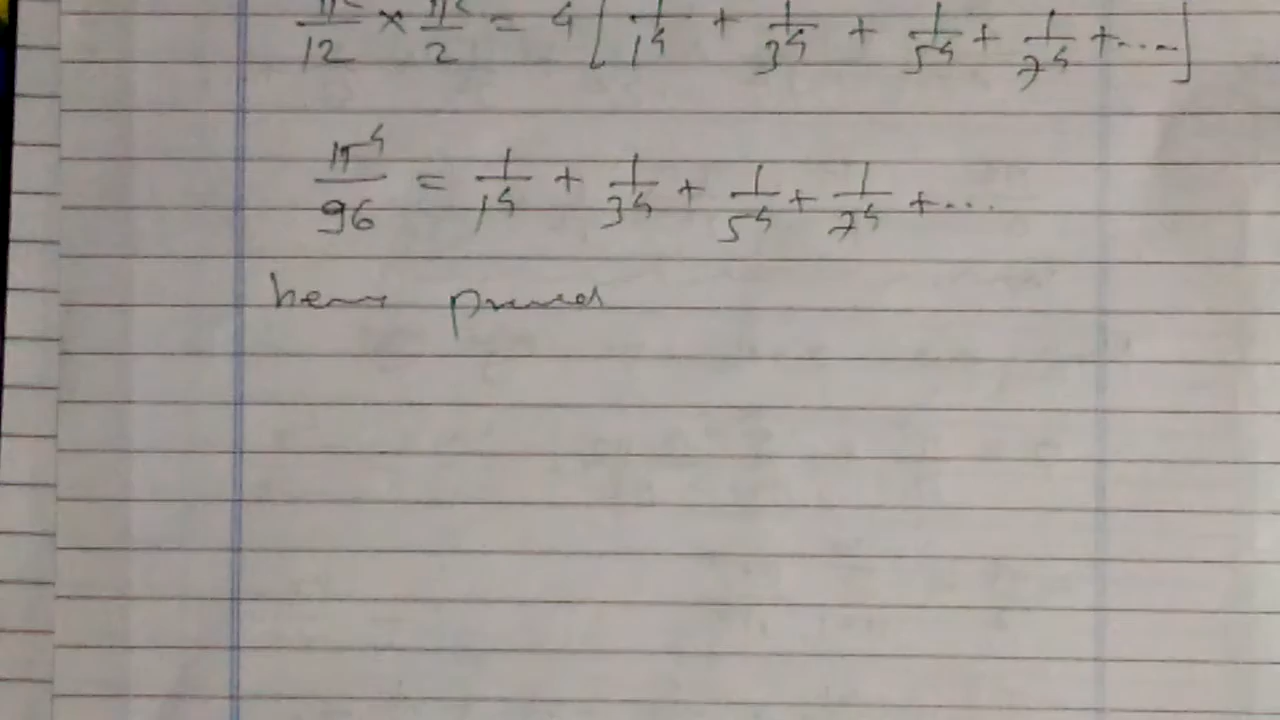 π²/12 × π²/2 = 4 [ 1/1⁴ + 1/3⁴ + 1/5⁴ + 1/7⁴ + .... ]
π⁴/96 = 1/1⁴ + 1/3⁴ + 1/5⁴ + 1/7⁴ + ...
henc proved